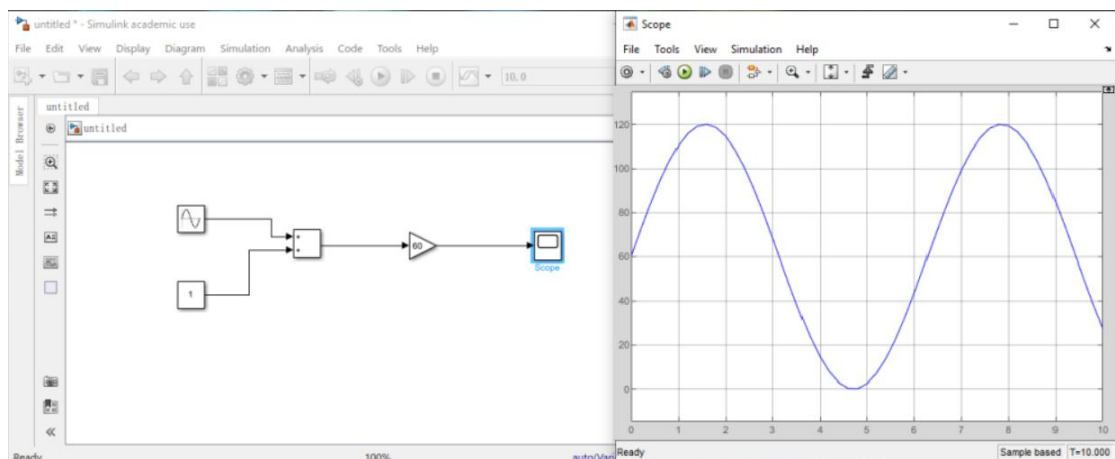 untitled * - Simulink academic use
File Edit View Display Diagram Simulation Analysis Code Tools Help
10.0
Model Browser
untitled
untitled
60
1
Scope
Ready
100%
Scope
File Tools View Simulation Help
120
100
80
60
40
20
0
0 1 2 3 4 5 6 7 8 9 10
Ready
Sample based T=10.000